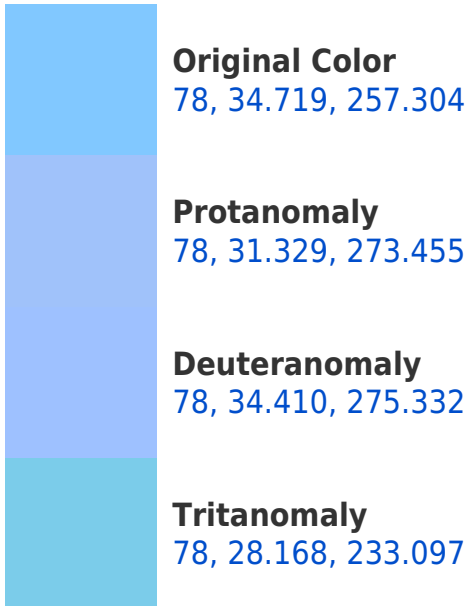 Original Color
78, 34.719, 257.304
Protanomaly
78, 31.329, 273.455
Deuteranomaly
78, 34.410, 275.332
Tritanomaly
78, 28.168, 233.097